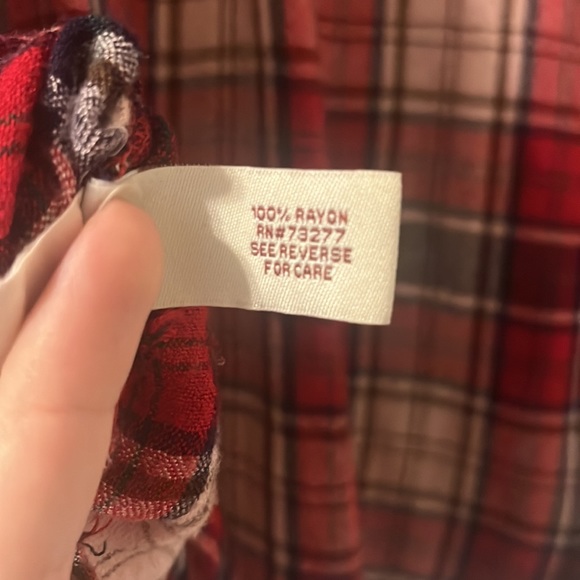 100% RAYON
RN#73277
SEE REVERSE
FOR CARE